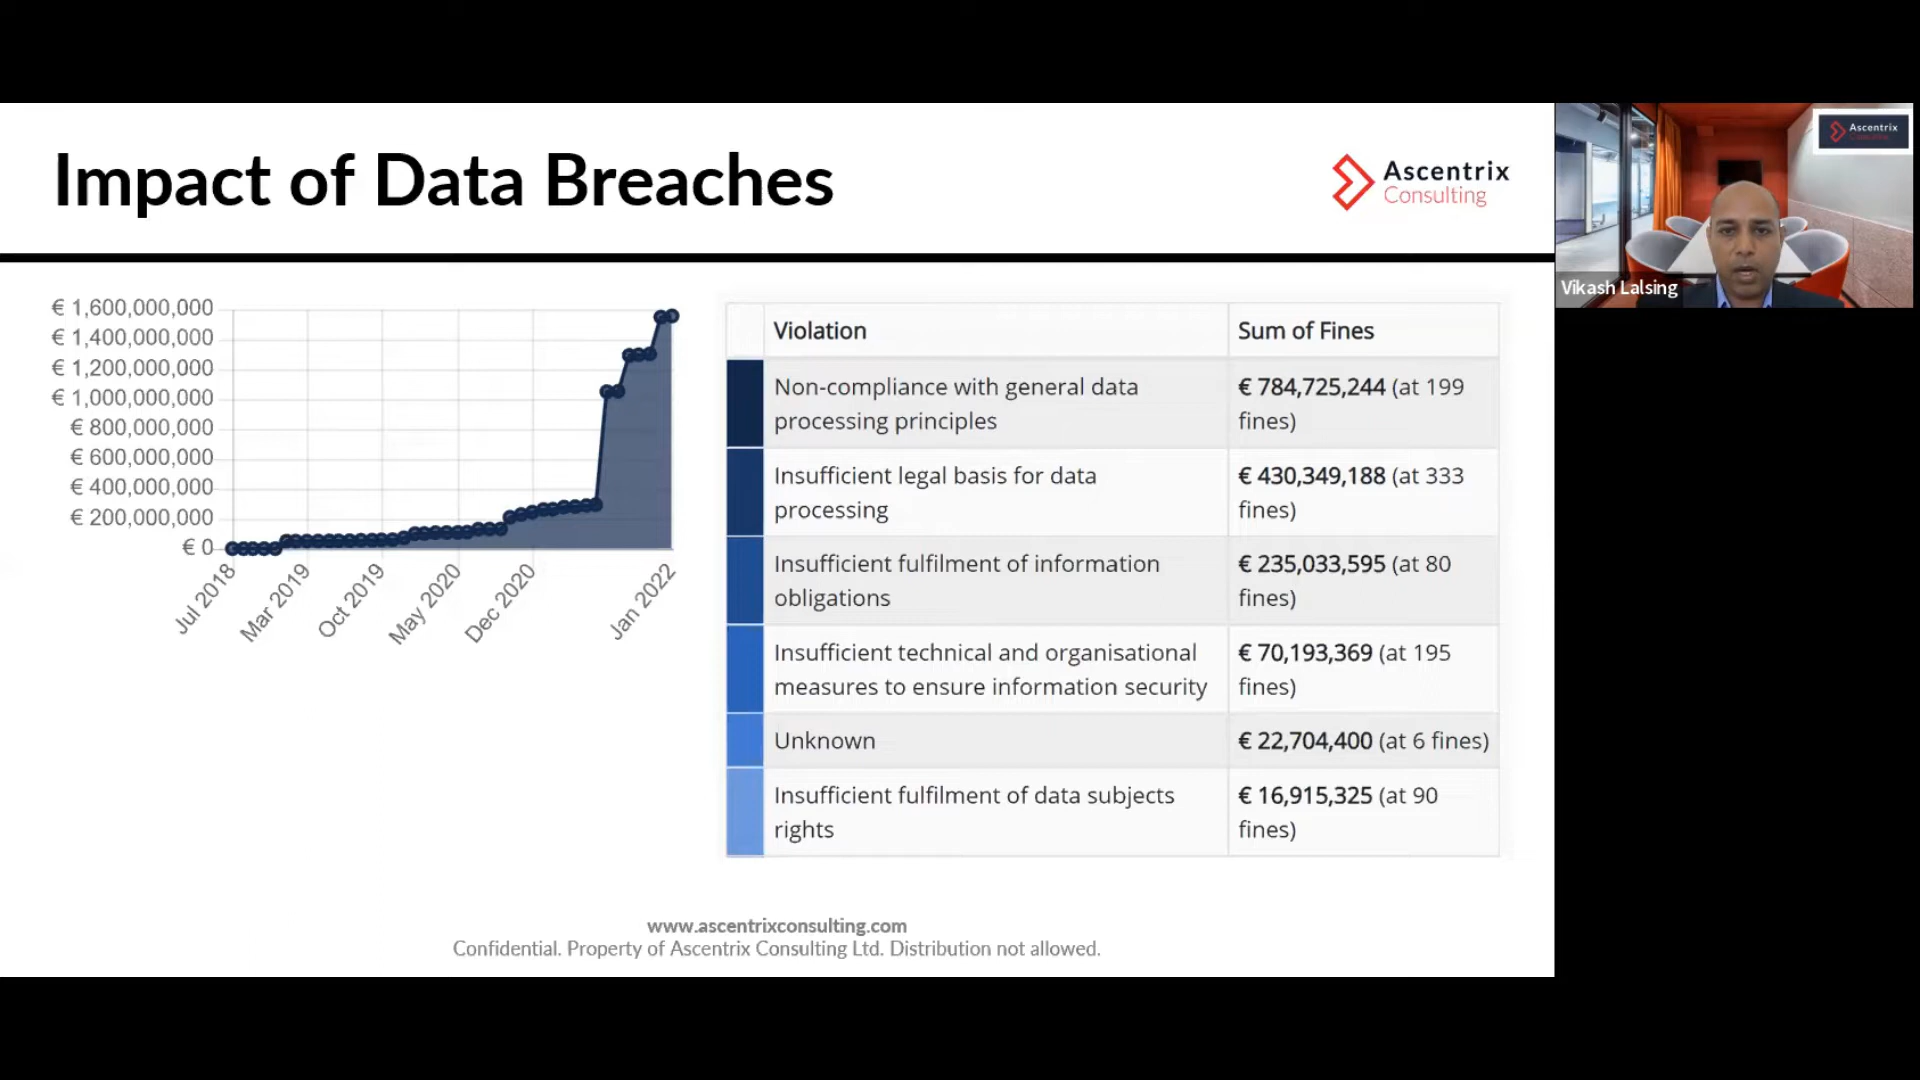 Impact of Data Breaches
Ascentrix
Consulting
€ 1,600,000,000
€ 1,400,000,000
€ 1,200,000,000
€ 1,000,000,000
€ 800,000,000
€ 600,000,000
€ 400,000,000
€ 200,000,000
€ 0
Jul 2018
Mar 2019
Oct 2019
May 2020
Dec 2020
Jan 2022
Violation
Sum of Fines
Non-compliance with general data
processing principles
€ 784,725,244 (at 199
fines)
Insufficient legal basis for data
processing
€ 430,349,188 (at 333
fines)
Insufficient fulfilment of information
obligations
€ 235,033,595 (at 80
fines)
Insufficient technical and organisational
measures to ensure information security
€ 70,193,369 (at 195
fines)
Unknown
€ 22,704,400 (at 6 fines)
Insufficient fulfilment of data subjects
rights
€ 16,915,325 (at 90
fines)
www.ascentrixconsulting.com
Confidential. Property of Ascentrix Consulting Ltd. Distribution not allowed.
Ascentrix
Consulting
Vikash Lalsing